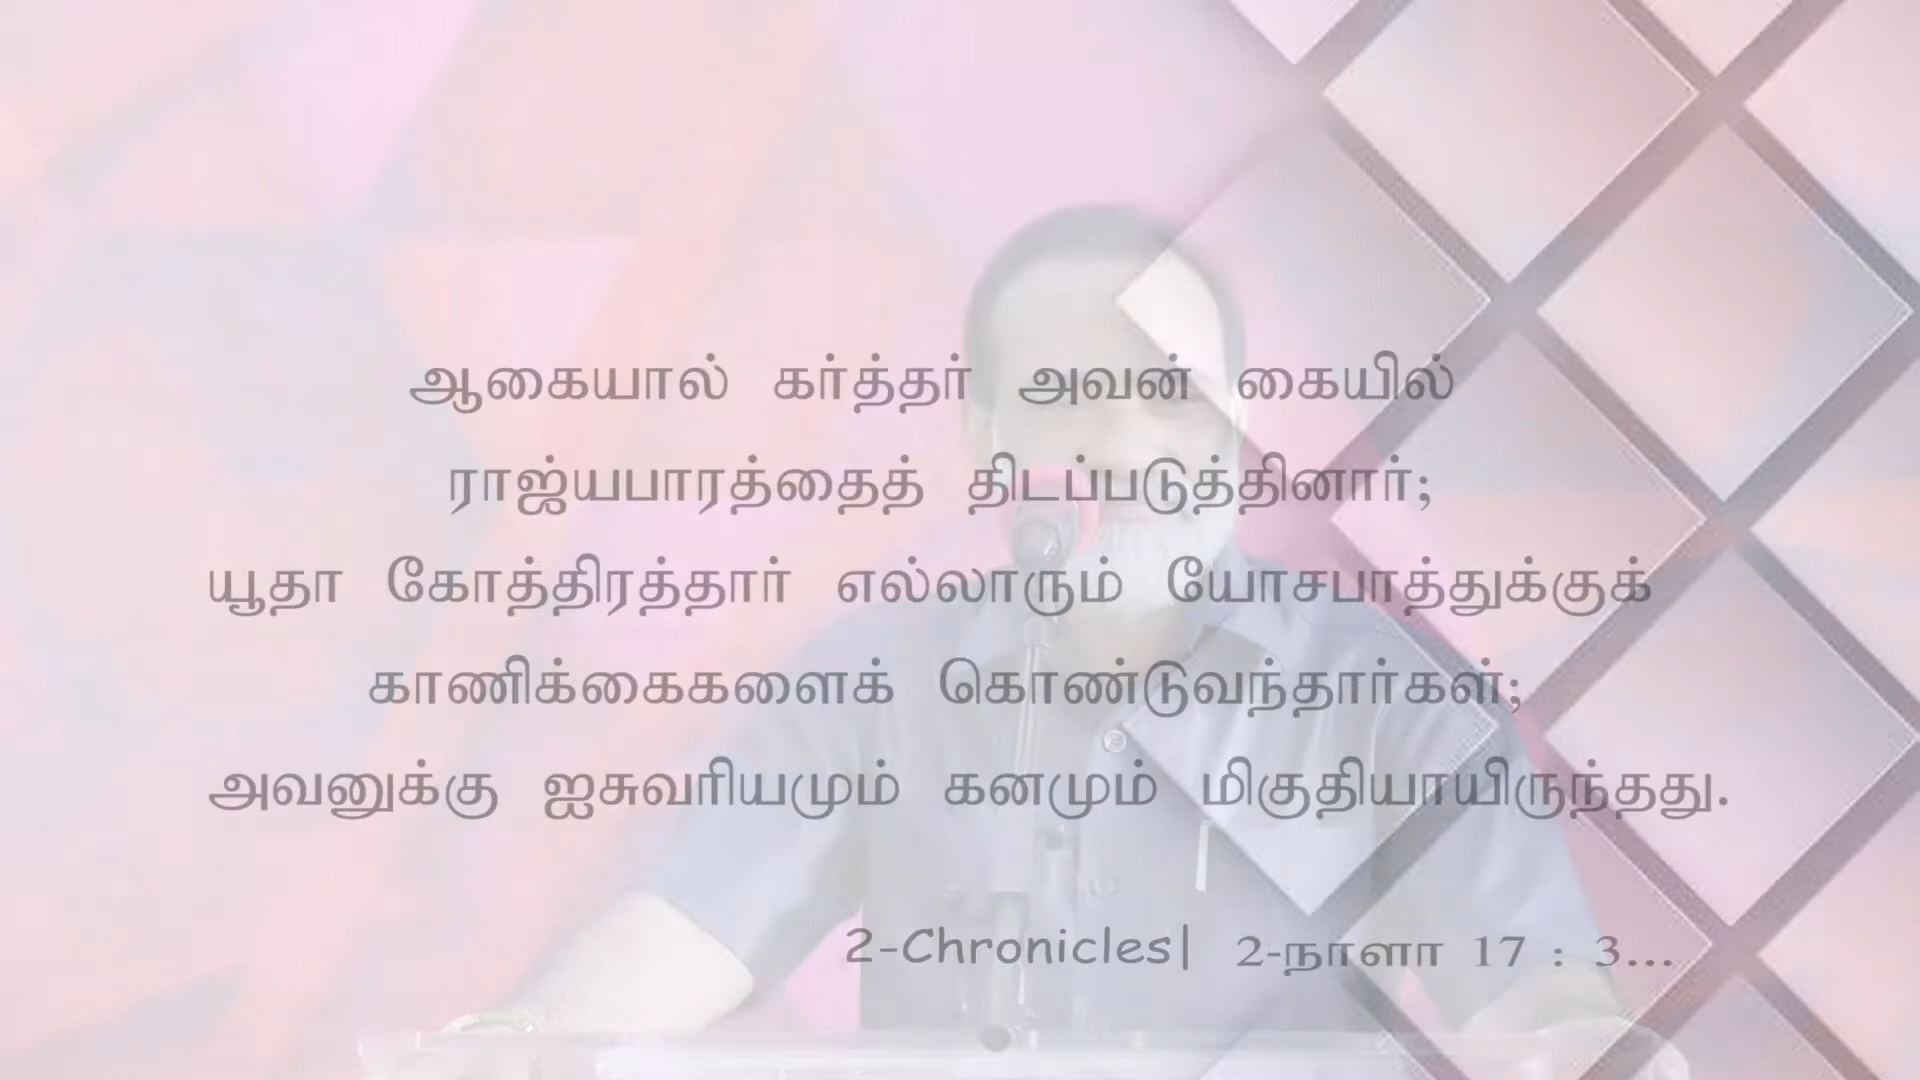 ஆகையால் கர்த்தர் அவன் கையில்
ராஜ்யபாரத்தைத் திடப்படுத்தினார்;
யூதா கோத்திரத்தார் எல்லாரும் யோசபாத்துக்குக்
காணிக்கைகளைக் கொண்டுவந்தார்கள்;
அவனுக்கு ஐசுவரியமும் கனமும் மிகுதியாயிருந்தது.
2-Chronicles| 2-நாளா 17 : 3...